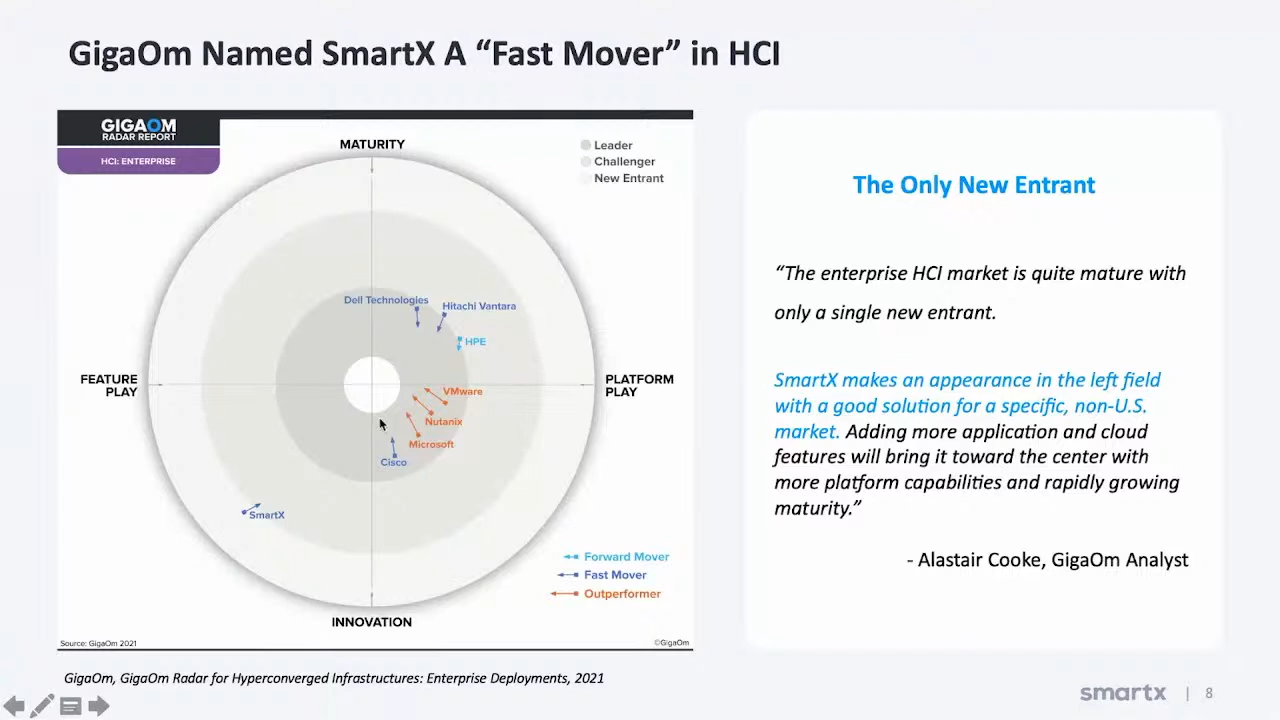 GigaOm Named SmartX A “Fast Mover” in HCI
GIGAOM
RADAR REPORT
HCI: ENTERPRISE
MATURITY
Leader
Challenger
New Entrant
Dell Technologies
Hitachi Vantara
HPE
FEATURE
PLAY
PLATFORM
PLAY
VMware
Nutanix
Microsoft
Cisco
SmartX
Forward Mover
Fast Mover
Outperformer
INNOVATION
Source: GigaOm 2021
©GigaOm
GigaOm, GigaOm Radar for Hyperconverged Infrastructures: Enterprise Deployments, 2021
The Only New Entrant
“The enterprise HCI market is quite mature with
only a single new entrant.
SmartX makes an appearance in the left field
with a good solution for a specific, non-U.S.
market. Adding more application and cloud
features will bring it toward the center with
more platform capabilities and rapidly growing
maturity.”
- Alastair Cooke, GigaOm Analyst
smartx | 8